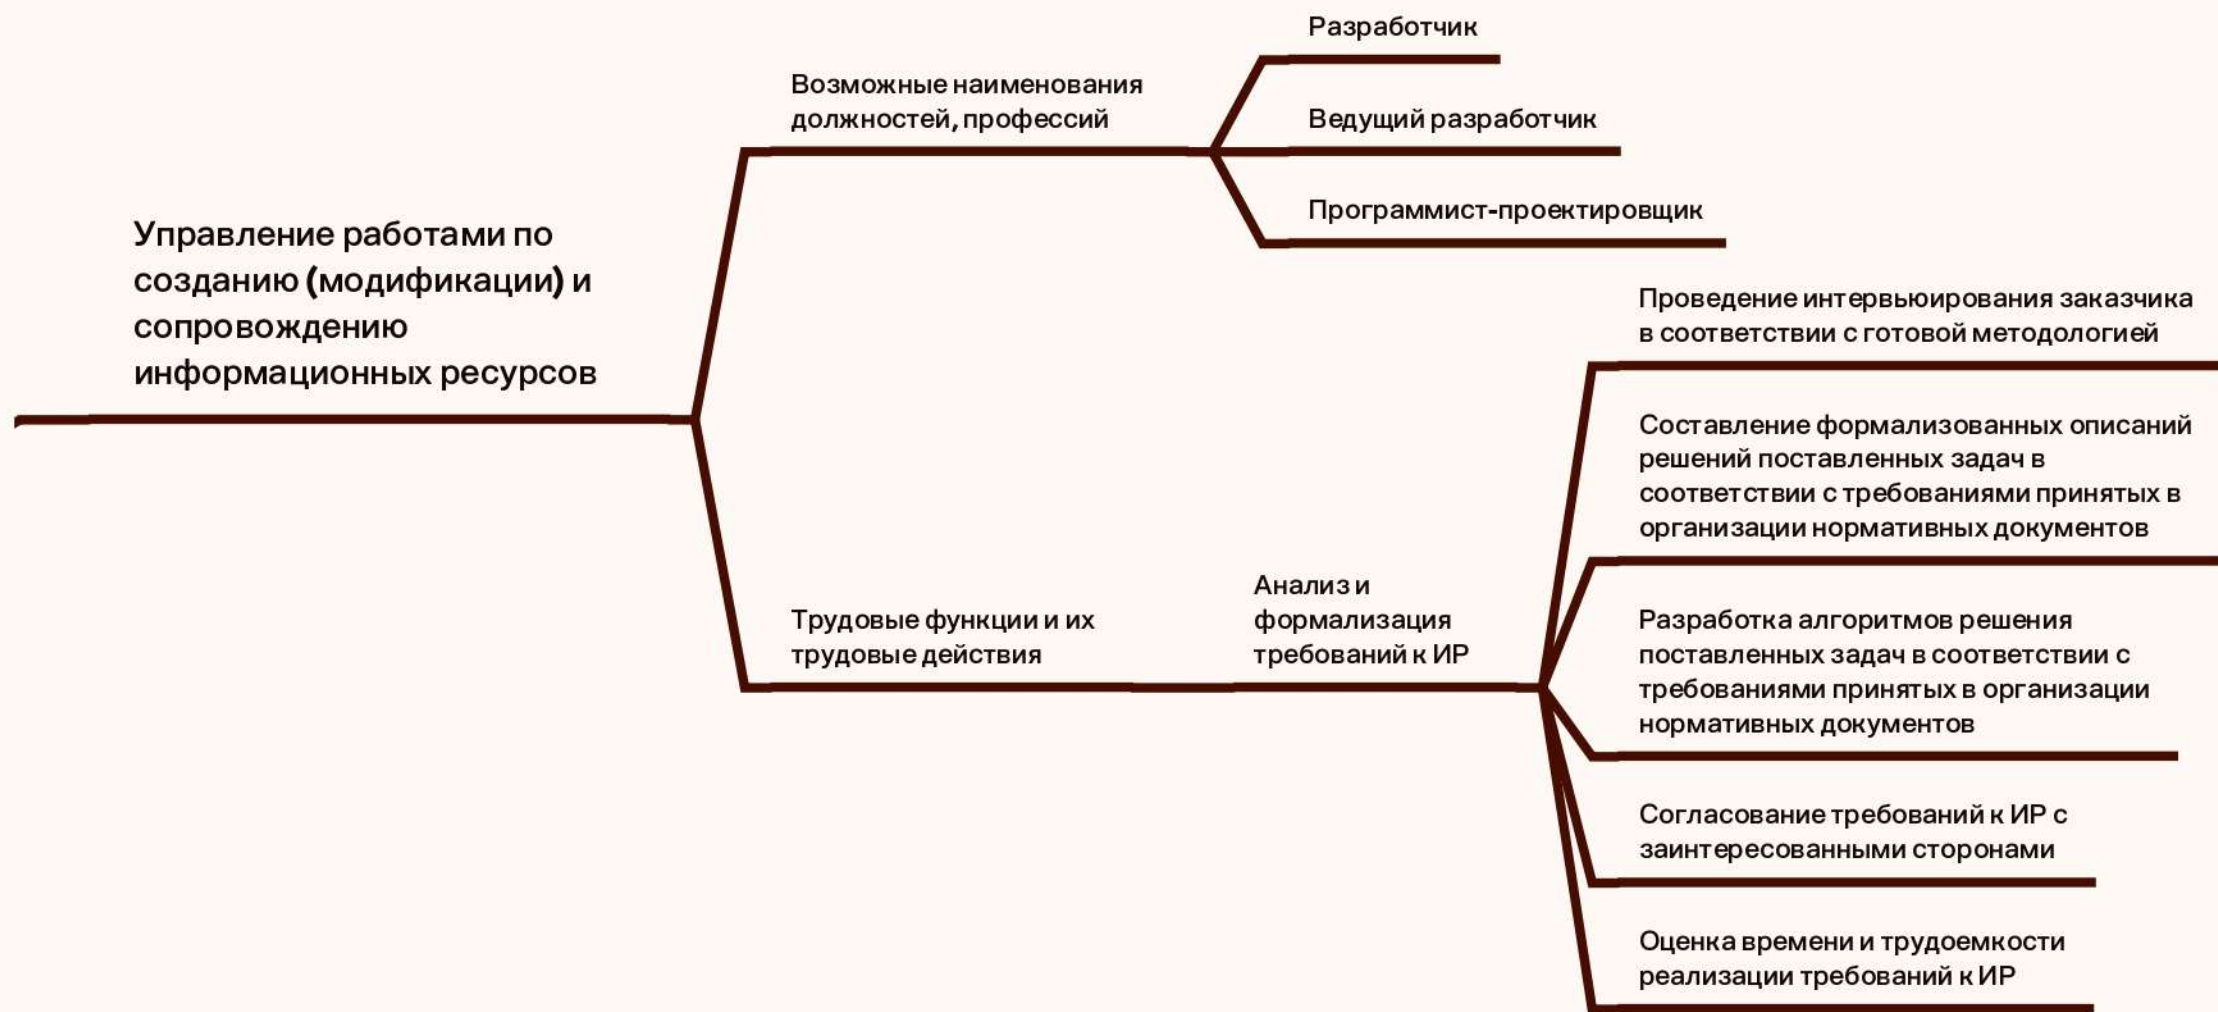 Управление работами по
созданию (модификации) и
сопровождению
информационных ресурсов
Возможные наименования
должностей, профессий
Разработчик
Ведущий разработчик
Программист-проектировщик
Трудовые функции и их
трудовые действия
Анализ и
формализация
требований к ИР
Проведение интервьюирования заказчика
в соответствии с готовой методологией
Составление формализованных описаний
решений поставленных задач в
соответствии с требованиями принятых в
организации нормативных документов
Разработка алгоритмов решения
поставленных задач в соответствии с
требованиями принятых в организации
нормативных документов
Согласование требований к ИР с
заинтересованными сторонами
Оценка времени и трудоемкости
реализации требований к ИР